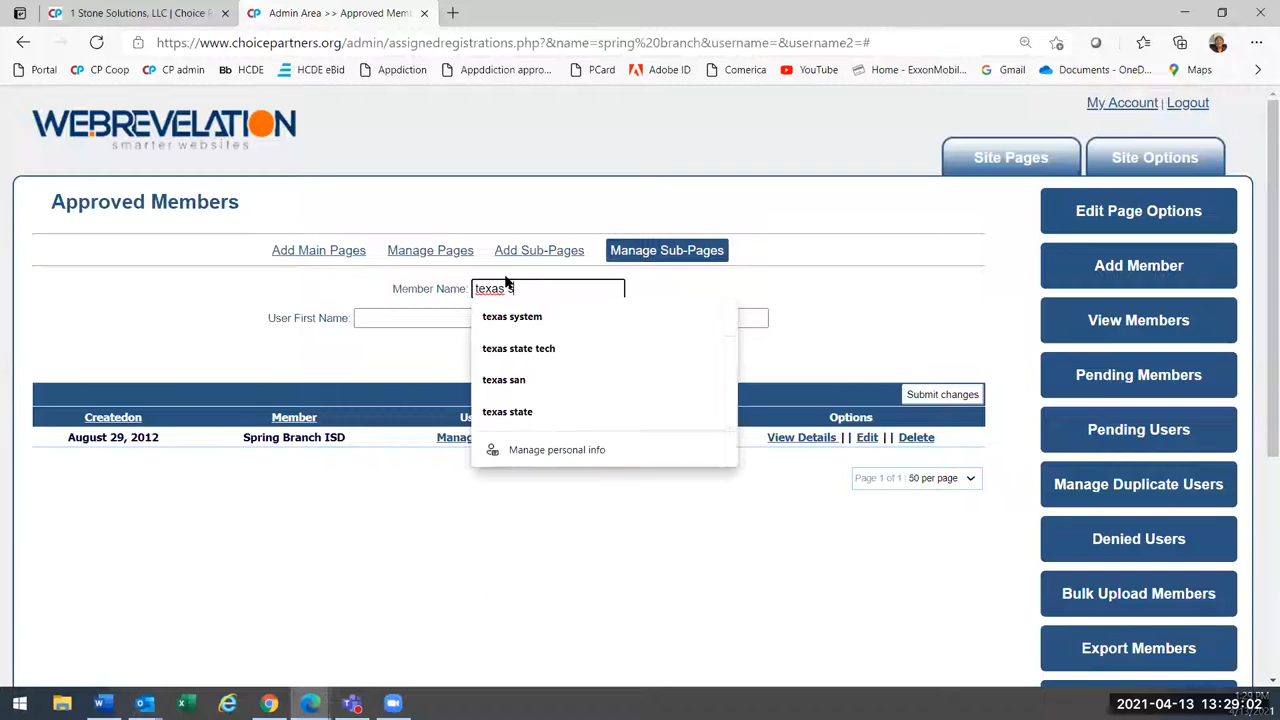 1 Stone Solutions, LLC | Choice P
Admin Area >> Approved Memb
https://www.choicepartners.org/admin/assignedregistrations.php?&name=spring%20branch&username=&username2=#
Portal CP CP Coop CP CP admin Bb HCDE HCDE eBid Appdiction Appddiction appro... PCard Adobe ID Comerica YouTube Home - ExxonMobil... Gmail Documents - OneD... Maps
My Account | Logout
WEBREVELATION
smarter websites
Site Pages Site Options
Approved Members
Add Main Pages Manage Pages Add Sub-Pages Manage Sub-Pages
Member Name: texas s
User First Name:
texas system
texas state tech
texas san
texas state
Manage personal info
Submit changes
Createdon Member Us Options
August 29, 2012 Spring Branch ISD Manag View Details || Edit || Delete
Page 1 of 1 | 50 per page
Edit Page Options
Add Member
View Members
Pending Members
Pending Users
Manage Duplicate Users
Denied Users
Bulk Upload Members
Export Members
2021-04-13 13:29:02